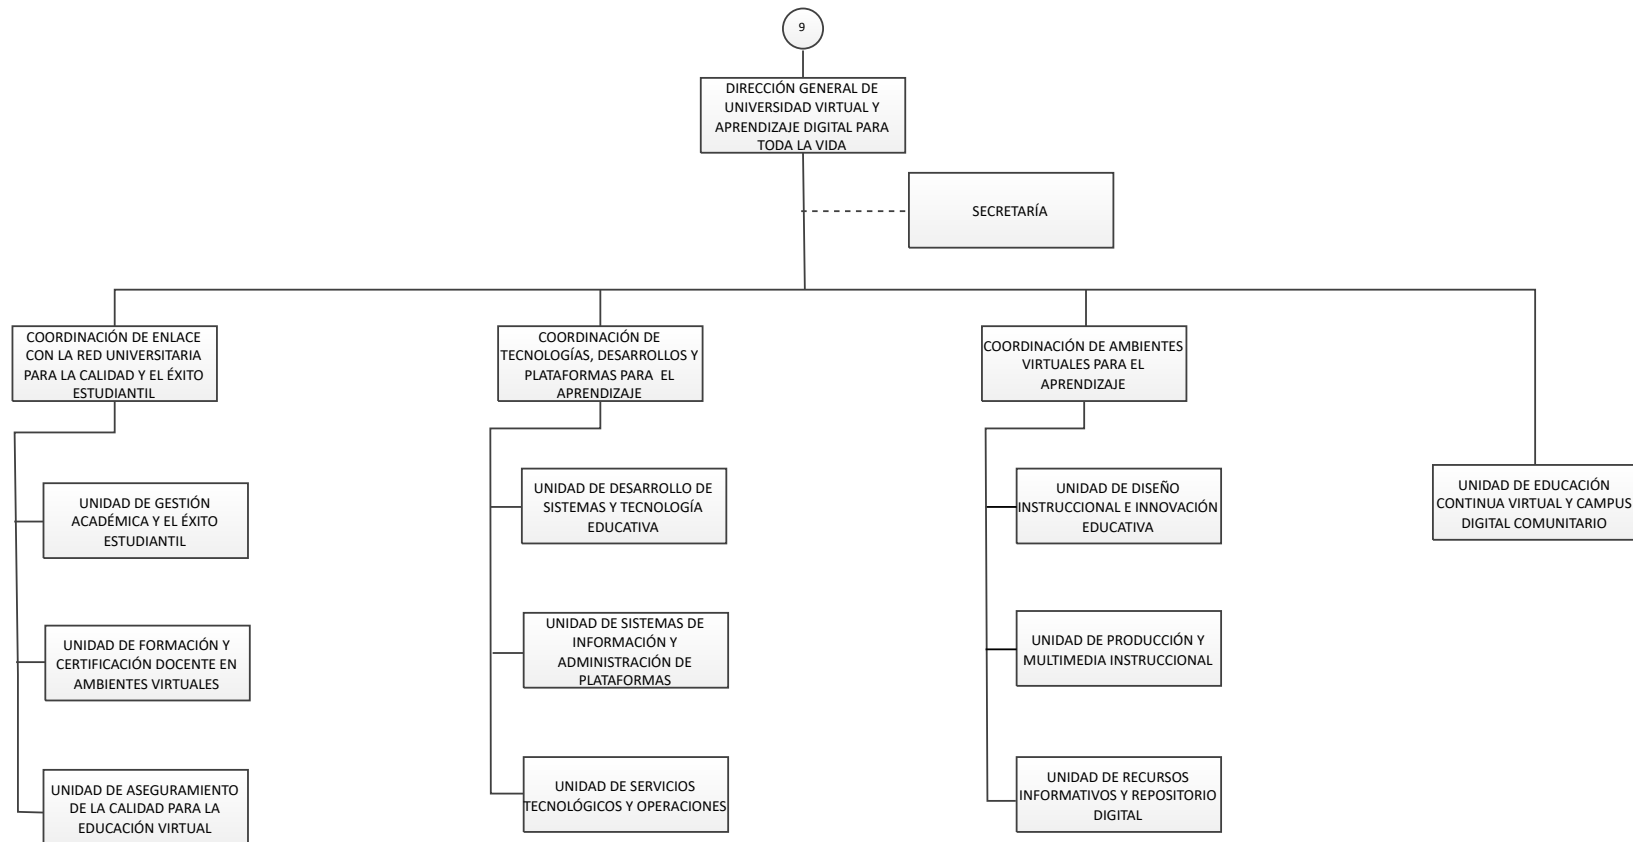 9
DIRECCIÓN GENERAL DE
UNIVERSIDAD VIRTUAL Y
APRENDIZAJE DIGITAL PARA
TODA LA VIDA
SECRETARÍA
COORDINACIÓN DE ENLACE
CON LA RED UNIVERSITARIA
PARA LA CALIDAD Y EL ÉXITO
ESTUDIANTIL
COORDINACIÓN DE
TECNOLOGÍAS, DESARROLLOS Y
PLATAFORMAS PARA EL
APRENDIZAJE
COORDINACIÓN DE AMBIENTES
VIRTUALES PARA EL
APRENDIZAJE
UNIDAD DE GESTIÓN
ACADÉMICA Y EL ÉXITO
ESTUDIANTIL
UNIDAD DE DESARROLLO DE
SISTEMAS Y TECNOLOGÍA
EDUCATIVA
UNIDAD DE DISEÑO
INSTRUCCIONAL E INNOVACIÓN
EDUCATIVA
UNIDAD DE EDUCACIÓN
CONTINUA VIRTUAL Y CAMPUS
DIGITAL COMUNITARIO
UNIDAD DE FORMACIÓN Y
CERTIFICACIÓN DOCENTE EN
AMBIENTES VIRTUALES
UNIDAD DE SISTEMAS DE
INFORMACIÓN Y
ADMINISTRACIÓN DE
PLATAFORMAS
UNIDAD DE PRODUCCIÓN Y
MULTIMEDIA INSTRUCCIONAL
UNIDAD DE ASEGURAMIENTO
DE LA CALIDAD PARA LA
EDUCACIÓN VIRTUAL
UNIDAD DE SERVICIOS
TECNOLÓGICOS Y OPERACIONES
UNIDAD DE RECURSOS
INFORMATIVOS Y REPOSITORIO
DIGITAL